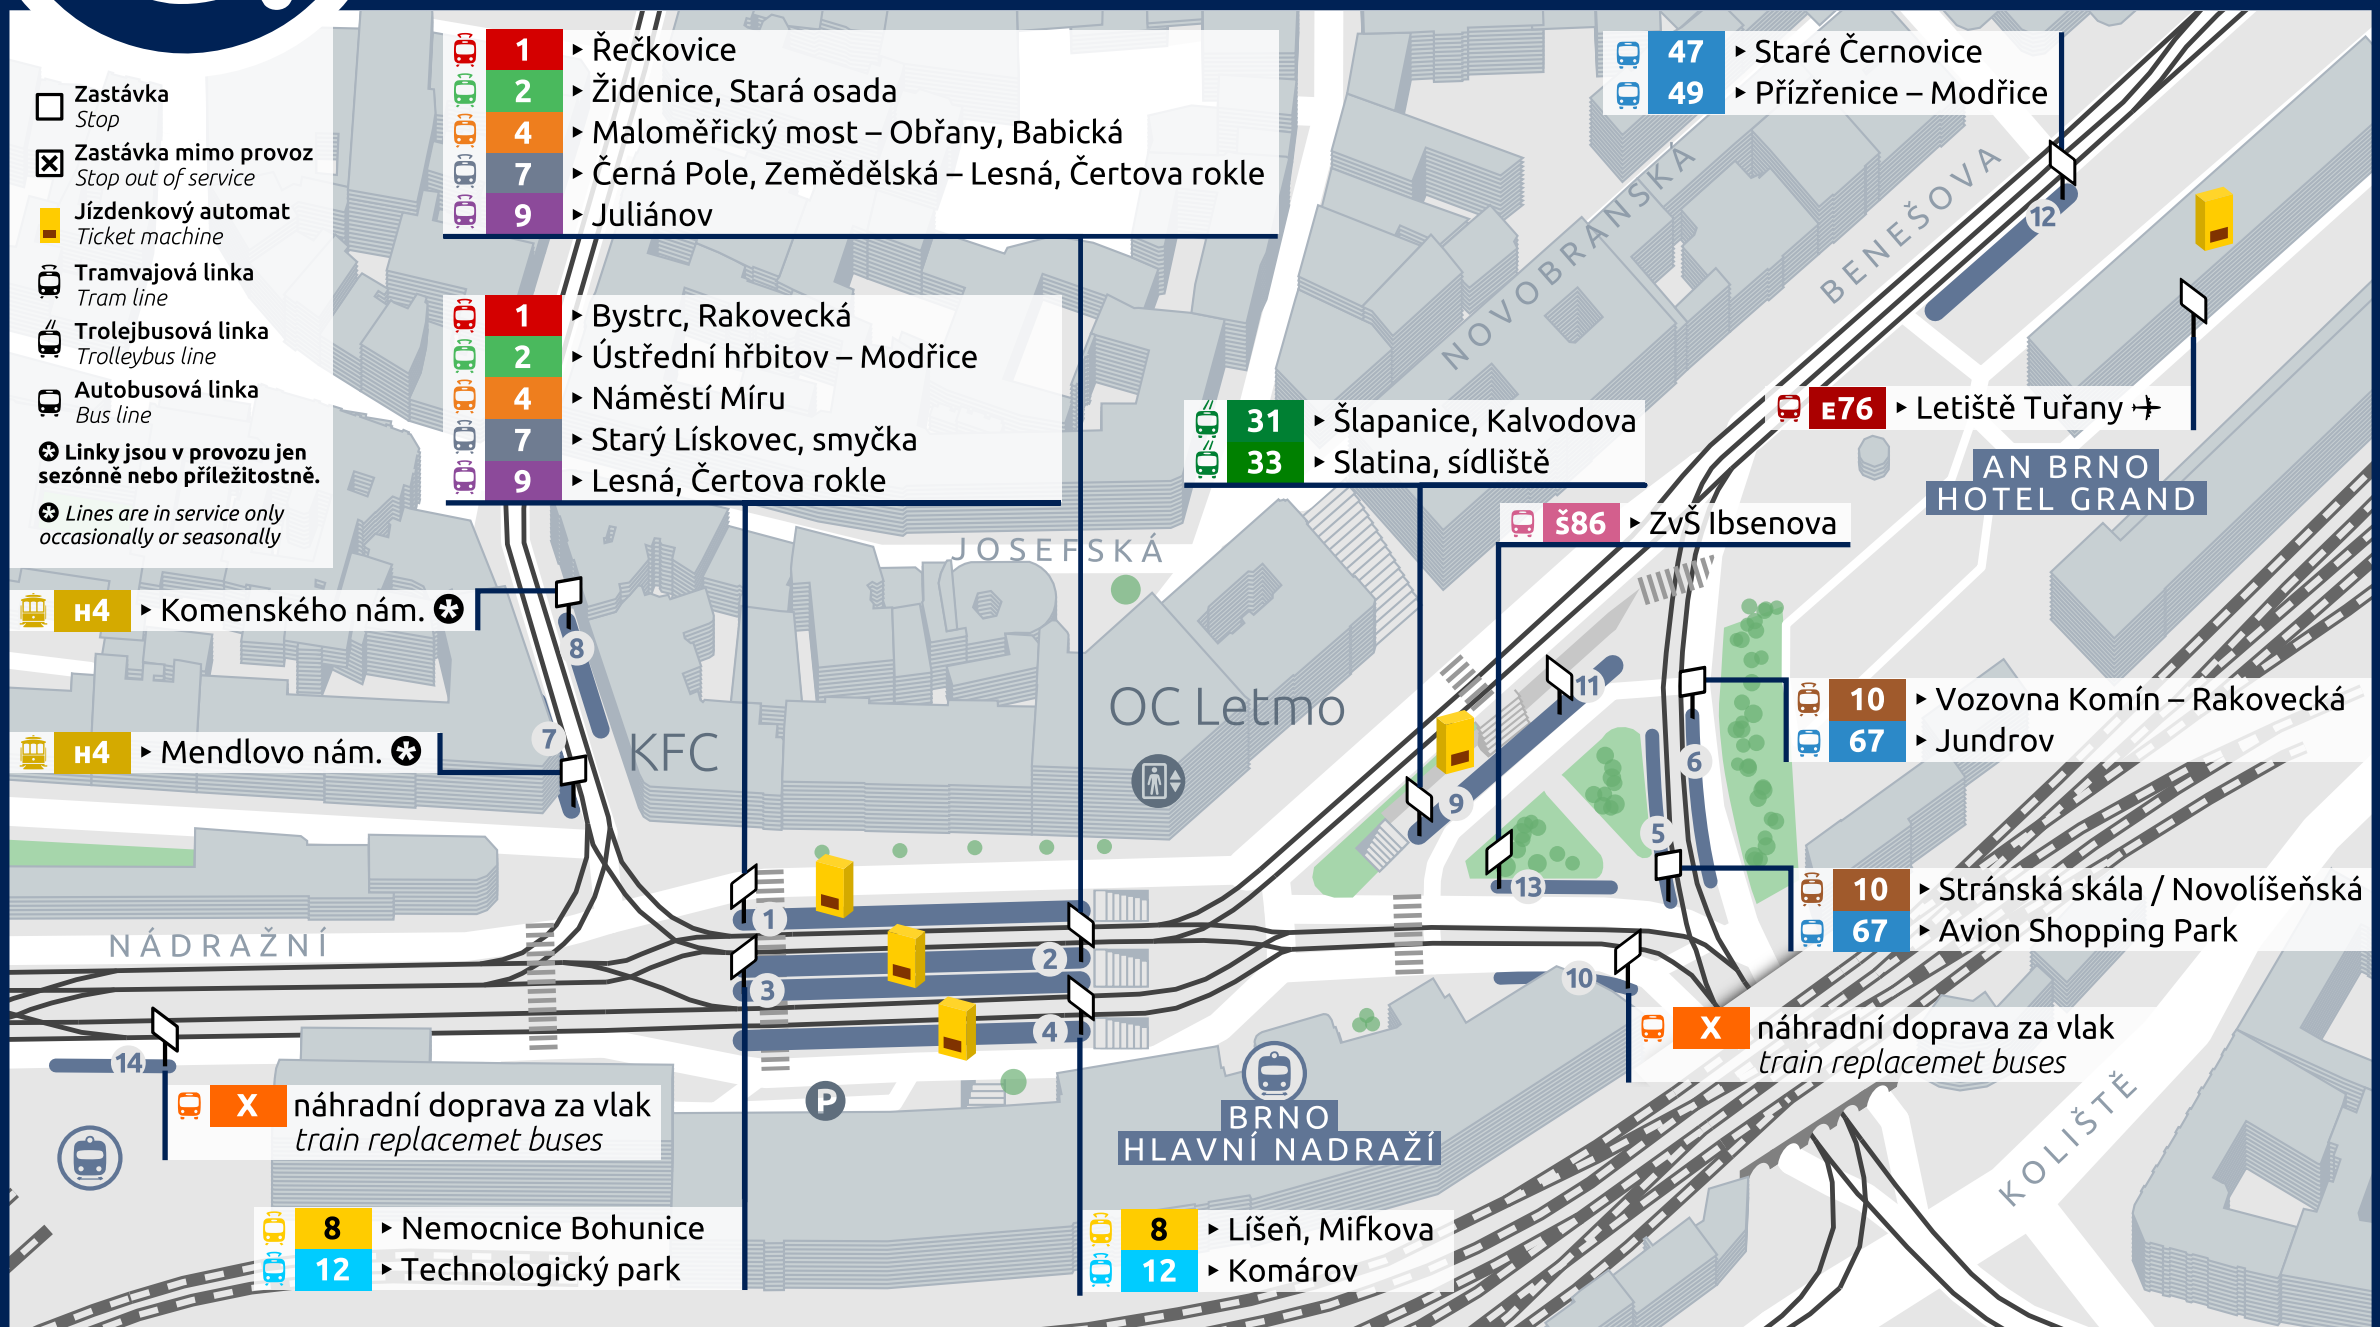 Zastávka
Stop
Zastávka mimo provoz
Stop out of service
Jízdenkový automat
Ticket machine
Tramvajová linka
Tram line
Trolejbusová linka
Trolleybus line
Autobusová linka
Bus line
Linky jsou v provozu jen
sezónně nebo příležitostně.
Lines are in service only
occasionally or seasonally
1 Řečkovice
2 Židenice, Stará osada
4 Maloměřický most – Obřany, Babická
7 Černá Pole, Zemědělská – Lesná, Čertova rokle
9 Juliánov
1 Bystrc, Rakovecká
2 Ústřední hřbitov – Modřice
4 Náměstí Míru
7 Starý Lískovec, smyčka
9 Lesná, Čertova rokle
47 Staré Černovice
49 Přízřenice – Modřice
NOVOBRANSKÁ
BENEŠOVA
12
E76 Letiště Tuřany
AN BRNO
HOTEL GRAND
31 Šlapanice, Kalvodova
33 Slatina, sídliště
Š86 ZvŠ Ibsenova
JOSEFSKÁ
H4 Komenského nám.
8
H4 Mendlovo nám.
7
KFC
OC Letmo
11
9
13
5
6
10 Vozovna Komín – Rakovecká
67 Jundrov
10 Stránská skála / Novolíšeňská
67 Avion Shopping Park
NÁDRAŽNÍ
1
2
3
4
10
14
X náhradní doprava za vlak
train replacemet buses
X náhradní doprava za vlak
train replacemet buses
P
BRNO
HLAVNÍ NADRAŽÍ
KOLIŠTĚ
8 Nemocnice Bohunice
12 Technologický park
8 Líšeň, Mifkova
12 Komárov